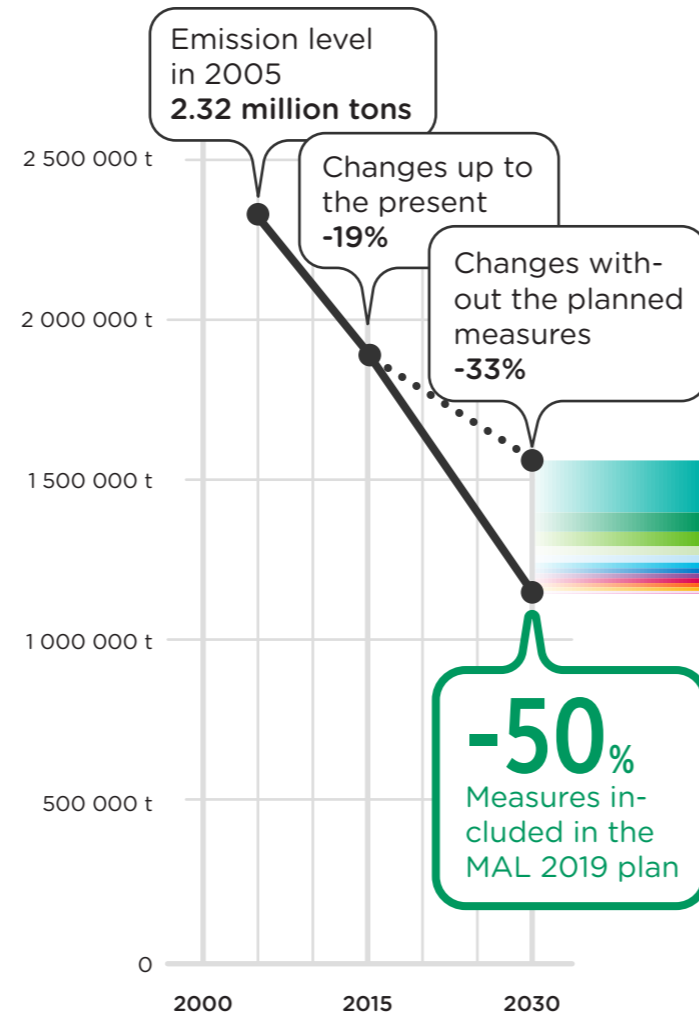 Emission level
in 2005
2.32 million tons
2 500 000 t
Changes up to
the present
-19%
Changes with-
out the planned
measures
-33%
2 000 000 t
1 500 000 t
1 000 000 t
-50%
Measures in-
cluded in the
MAL 2019 plan
500 000 t
0
2000 2015 2030